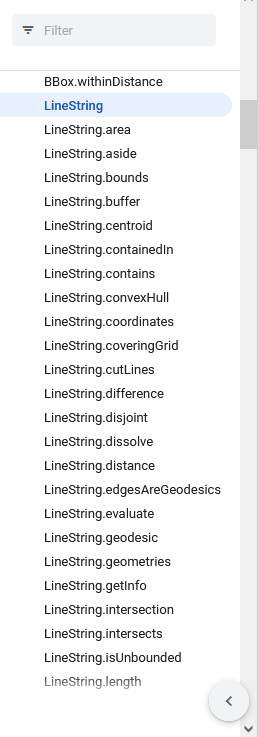 Filter
BBox.withinDistance
LineString
LineString.area
LineString.aside
LineString.bounds
LineString.buffer
LineString.centroid
LineString.containedIn
LineString.contains
LineString.convexHull
LineString.coordinates
LineString.coveringGrid
LineString.cutLines
LineString.difference
LineString.disjoint
LineString.dissolve
LineString.distance
LineString.edgesAreGeodesics
LineString.evaluate
LineString.geodesic
LineString.geometries
LineString.getInfo
LineString.intersection
LineString.intersects
LineString.isUnbounded
LineString.length